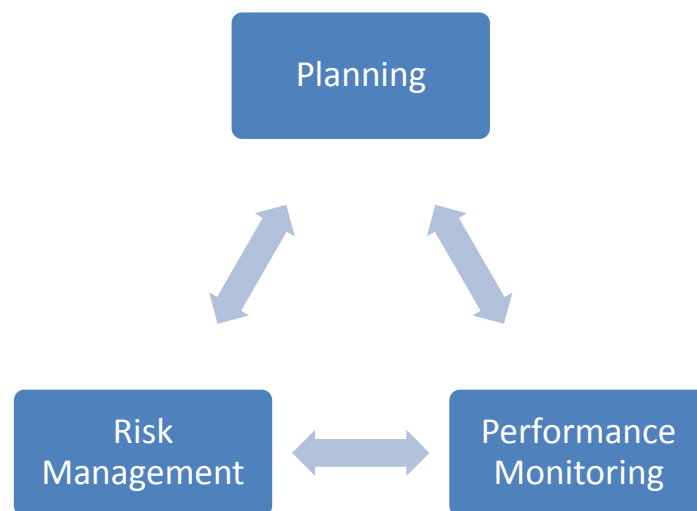 Planning
Risk
Management
Performance
Monitoring